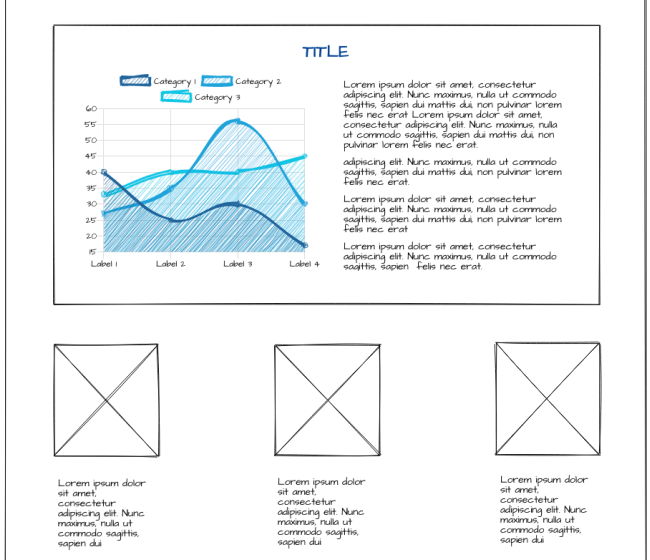 TITLE
Category 1
Category 2
Category 3
60
55
50
45
40
35
30
25
20
15
Label 1
Label 2
Label 3
Label 4
Lorem ipsum dolor sit amet, consectetur
adipiscing elit. Nunc maximus, nulla ut commodo
sagittis, sapien dui mattis dui, non pulvinar lorem
felis nec erat Lorem ipsum dolor sit amet,
consectetur adipiscing elit. Nunc maximus, nulla
ut commodo sagittis, sapien dui mattis dui, non
pulvinar lorem felis nec erat.
adipiscing elit. Nunc maximus, nulla ut commodo
sagittis, sapien dui mattis dui, non pulvinar lorem
felis nec erat.
Lorem ipsum dolor sit amet, consectetur
adipiscing elit. Nunc maximus, nulla ut commodo
sagittis, sapien dui mattis dui, non pulvinar lorem
felis nec erat
Lorem ipsum dolor sit amet, consectetur
adipiscing elit. Nunc maximus, nulla ut commodo
sagittis, sapien felis nec erat.
Lorem ipsum dolor
sit amet,
consectetur
adipiscing elit. Nunc
maximus, nulla ut
commodo sagittis,
sapien dui
Lorem ipsum dolor
sit amet,
consectetur
adipiscing elit. Nunc
maximus, nulla ut
commodo sagittis,
sapien dui
Lorem ipsum dolor
sit amet,
consectetur
adipiscing elit. Nunc
maximus, nulla ut
commodo sagittis,
sapien dui